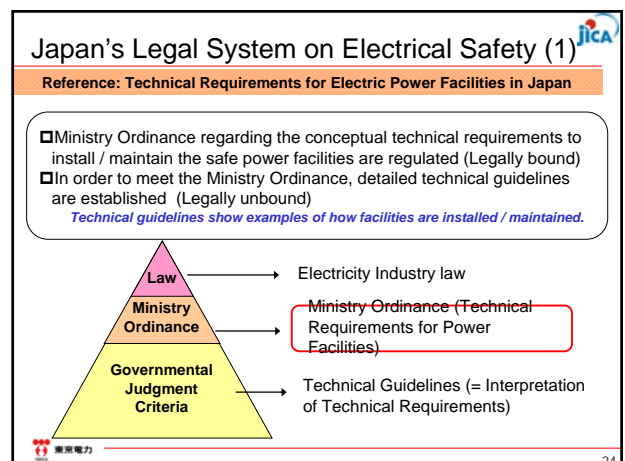 jICA
Japan's Legal System on Electrical Safety (1)
Reference: Technical Requirements for Electric Power Facilities in Japan
Ministry Ordinance regarding the conceptual technical requirements to
install / maintain the safe power facilities are regulated (Legally bound)
In order to meet the Ministry Ordinance, detailed technical guidelines
are established (Legally unbound)
Technical guidelines show examples of how facilities are installed / maintained.
Law
Electricity Industry law
Ministry
Ordinance
Ministry Ordinance (Technical
Requirements for Power
Facilities)
Governmental
Judgment
Criteria
Technical Guidelines (= Interpretation
of Technical Requirements)
東京電力
24